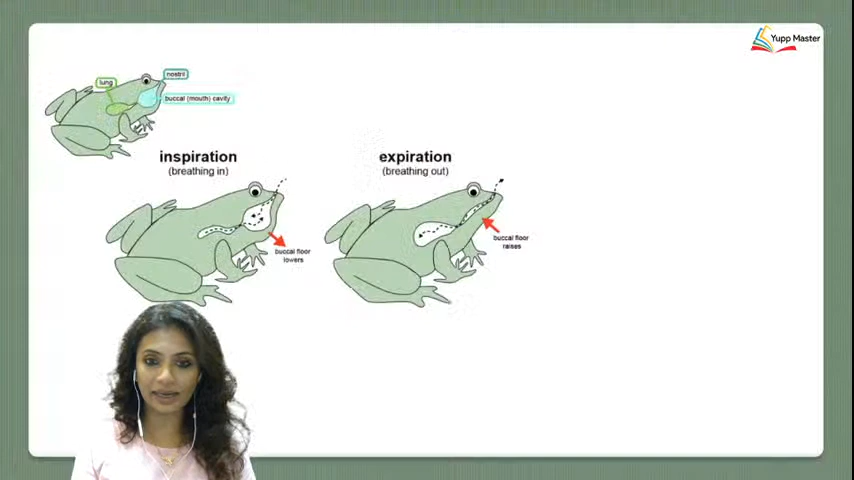 Yupp Master
nostril
lung
buccal (mouth) cavity
inspiration
(breathing in)
expiration
(breathing out)
buccal floor
lowers
buccal floor
raises